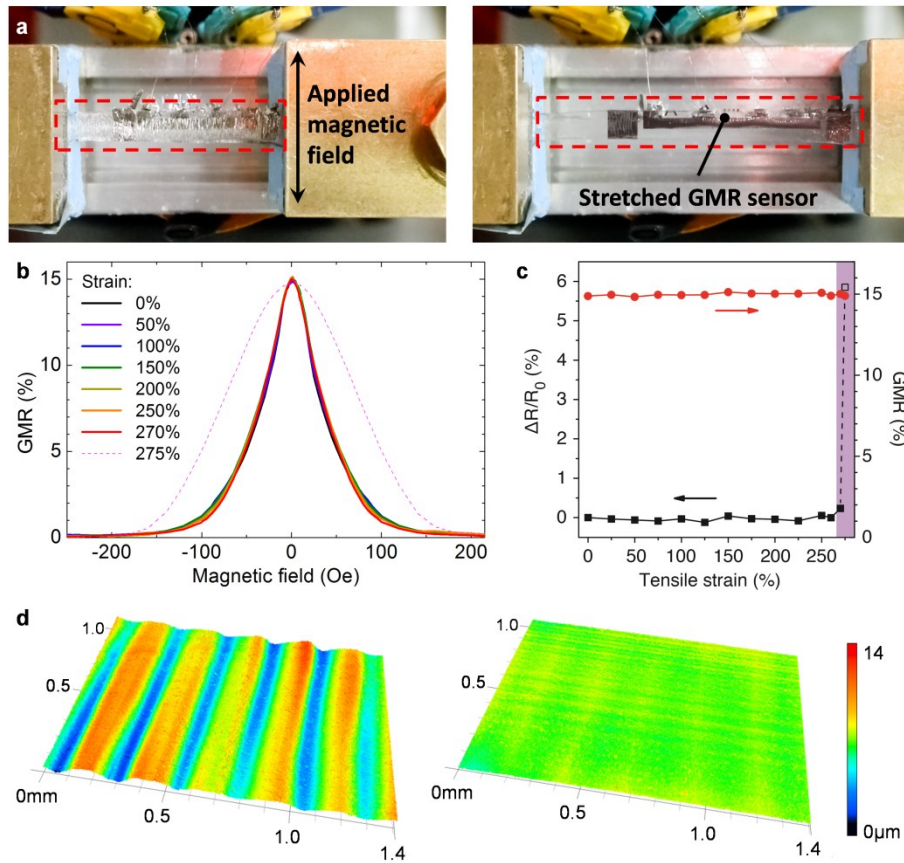 a
Applied
magnetic
field
Stretched GMR sensor
b
Strain:
0%
50%
100%
150%
200%
250%
270%
275%
GMR (%)
15
10
5
0
-200
-100
0
100
200
Magnetic field (Oe)
c
ΔR/R0 (%)
6
5
4
3
2
1
0
GMR (%)
15
10
5
0
0
50
100
150
200
250
Tensile strain (%)
d
1.0
0.5
0mm
0.5
1.0
1.4
1.0
0.5
0mm
0.5
1.0
1.4
14
0µm